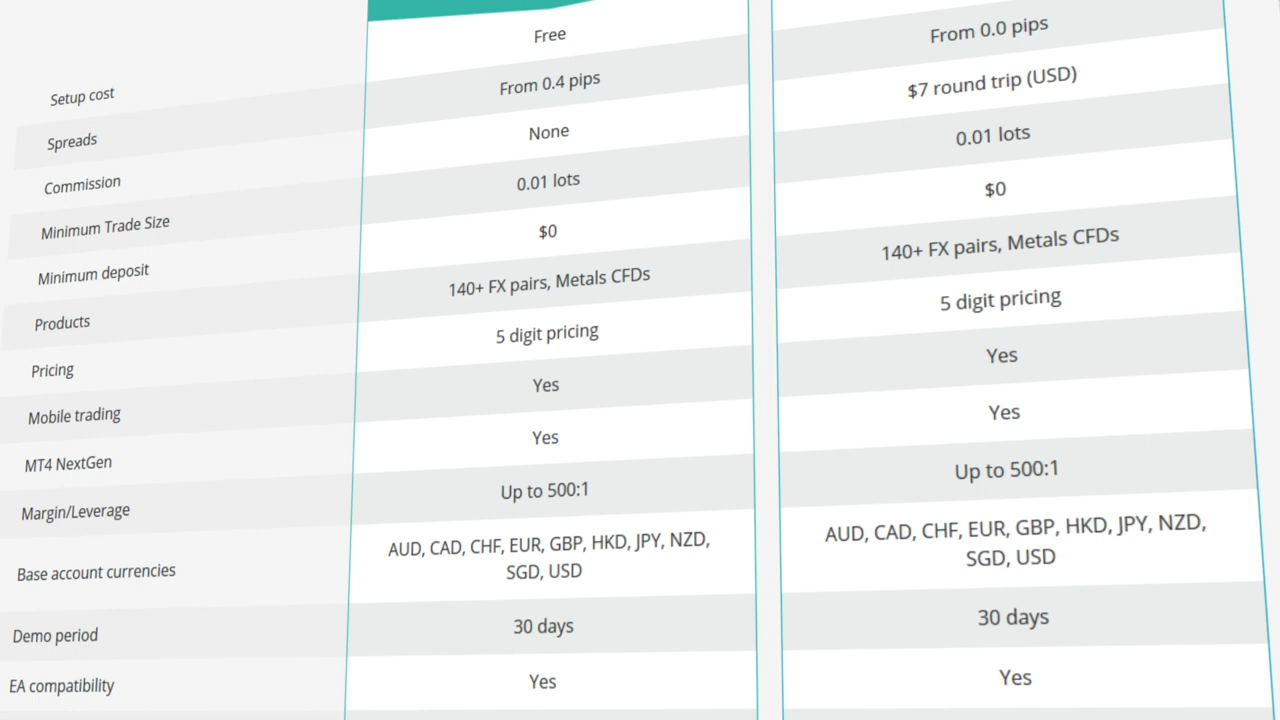 Setup cost Free
Spreads From 0.4 pips From 0.0 pips
Commission None $7 round trip (USD)
Minimum Trade Size 0.01 lots 0.01 lots
Minimum deposit $0 $0
Products 140+ FX pairs, Metals CFDs 140+ FX pairs, Metals CFDs
Pricing 5 digit pricing 5 digit pricing
Mobile trading Yes Yes
MT4 NextGen Yes Yes
Margin/Leverage Up to 500:1 Up to 500:1
Base account currencies AUD, CAD, CHF, EUR, GBP, HKD, JPY, NZD, AUD, CAD, CHF, EUR, GBP, HKD, JPY, NZD,
SGD, USD SGD, USD
Demo period 30 days 30 days
EA compatibility Yes Yes